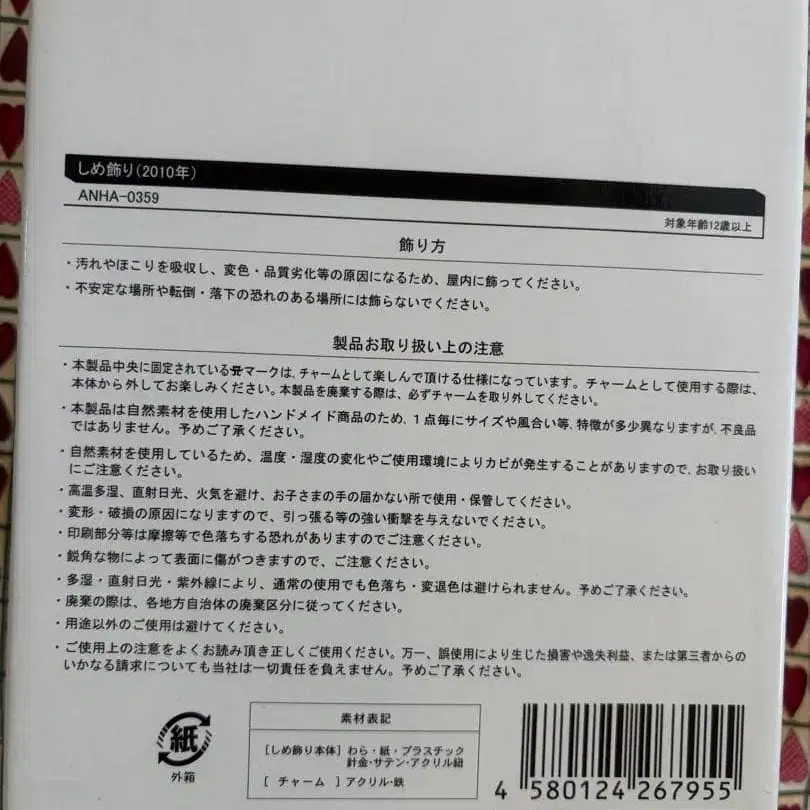 しめ飾り(2010年)
ANHA-0359
対象年齢12歳以上
飾り方
・汚れやほこりを吸収し、変色・品質劣化等の原因になるため、屋内に飾ってください。
・不安定な場所や転倒・落下の恐れのある場所には飾らないでください。
製品お取り扱い上の注意
・本製品中央に固定されているマークは、チャームとして楽しんで頂ける仕様になっています。チャームとして使用する際は、
本体から外してお楽しみください。本製品を廃棄する際は、必ずチャームを取り外してください。
・本製品は自然素材を使用したハンドメイド商品のため、1点毎にサイズや風合い等、特徴が多少異なりますが、不良品
ではありません。予めご了承ください。
・自然素材を使用しているため、温度・湿度の変化やご使用環境によりカビが発生することがありますので、お取り扱い
にご注意ください。
・高温多湿、直射日光、火気を避け、お子さまの手の届かない所で使用・保管してください。
・変形・破損の原因になりますので、引っ張る等の強い衝撃を与えないでください。
・印刷部分等は摩擦等で色落ちする恐れがありますのでご注意ください。
・鋭角な物によって表面に傷がつきますので、ご注意ください。
・多湿・直射日光・紫外線により、通常の使用でも色落ち・変退色は避けられません。予めご了承ください。
・廃棄の際は、各地方自治体の廃棄区分に従ってください。
・用途以外のご使用は避けてください。
・ご使用上の注意をよくお読み頂き正しくご使用ください。万一、誤使用により生じた損害や逸失利益、または第三者からの
いかなる請求についても当社は一切責任を負えません。予めご了承ください。
紙
外箱
素材表記
[しめ飾り本体] わら・紙・プラスチック
針金・サテン・アクリル紐
[ チャーム ] アクリル・鉄
4 580124 267955